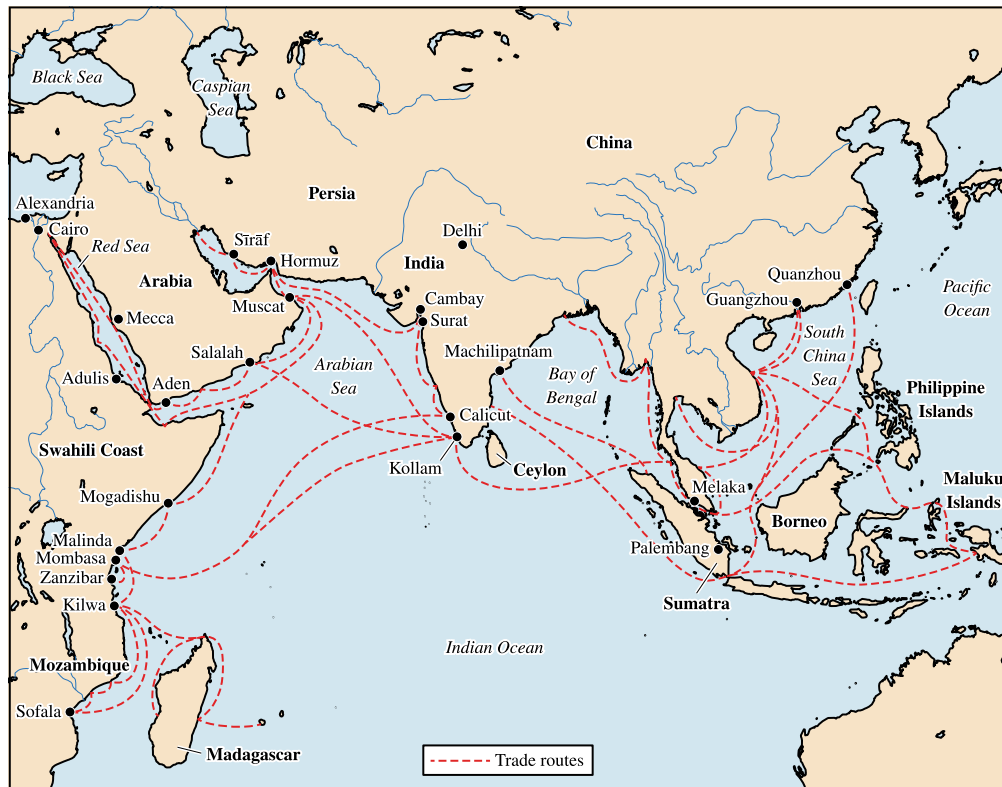 Black Sea
Caspian
Sea
China
Persia
Alexandria
Cairo
Red Sea
Sīrāf
Hormuz
Delhi
India
Arabia
Muscat
Cambay
Surat
Quanzhou
Guangzhou
Pacific
Ocean
Mecca
South
China
Sea
Salalah
Arabian
Sea
Machilipatnam
Bay of
Bengal
Adulis
Aden
Philippine
Islands
Calicut
Swahili Coast
Kollam
Ceylon
Mogadishu
Melaka
Maluku
Islands
Borneo
Malinda
Mombasa
Zanzibar
Palembang
Kilwa
Sumatra
Indian Ocean
Mozambique
Sofala
Madagascar
Trade routes